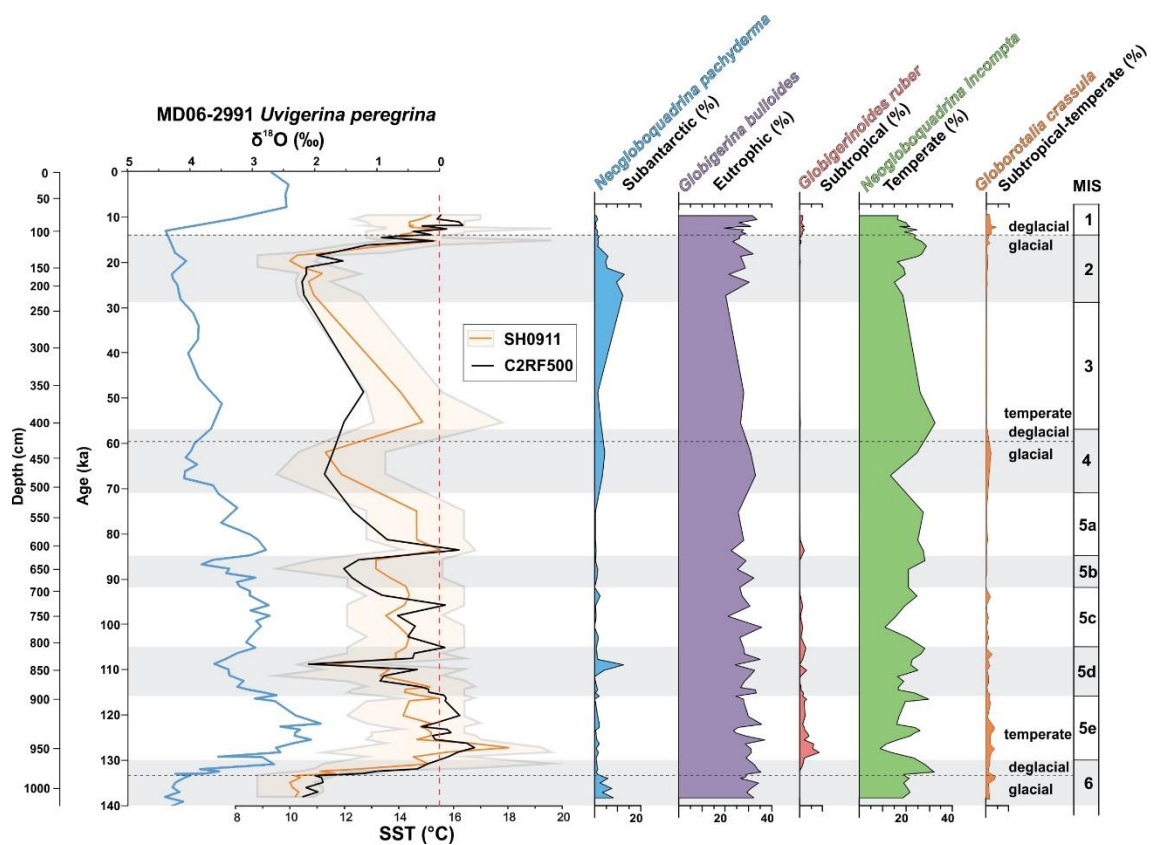 MD06-2991 Uvigerina peregrina
δ¹⁸O (‰)
5 4 3 2 1 0
Neogloboquadrina pachyderma
Subantarctic (%)
Globigerina bulloides
Eutrophic (%)
Globigerinoides ruber
Subtropical (%)
Neogloboquadrina incompta
Temperate (%)
Globorotalia crassula
Subtropical-temperate (%)
MIS
Depth (cm)
0
50
100
150
200
250
300
350
400
450
500
550
600
650
700
750
800
850
900
950
1000
Age (ka)
0
10
20
30
40
50
60
70
80
90
100
110
120
130
140
SH0911
C2RF500
deglacial
glacial
temperate
deglacial
glacial
temperate
deglacial
glacial
1
2
3
4
5a
5b
5c
5d
5e
6
8 10 12 14 16 18 20
SST (°C)
20
20 40
20 40